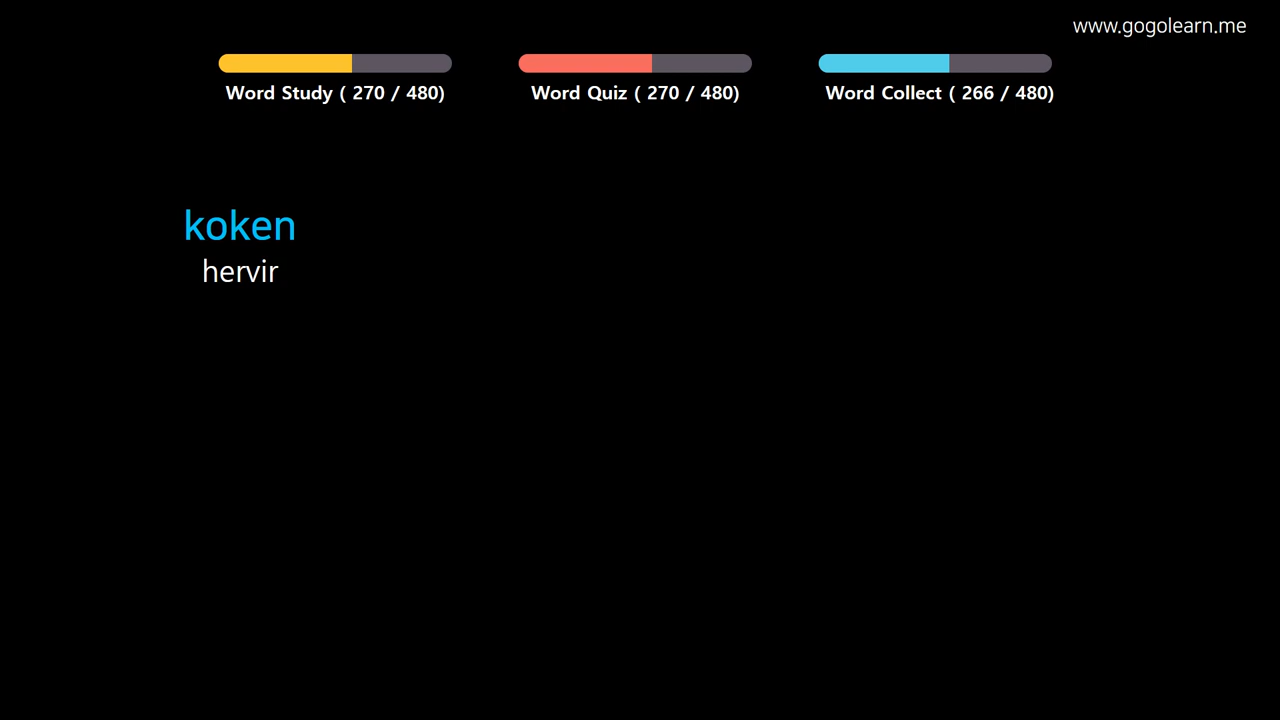 www.gogolearn.me
Word Study ( 270 / 480)
Word Quiz ( 270 / 480)
Word Collect ( 266 / 480)
koken
hervir